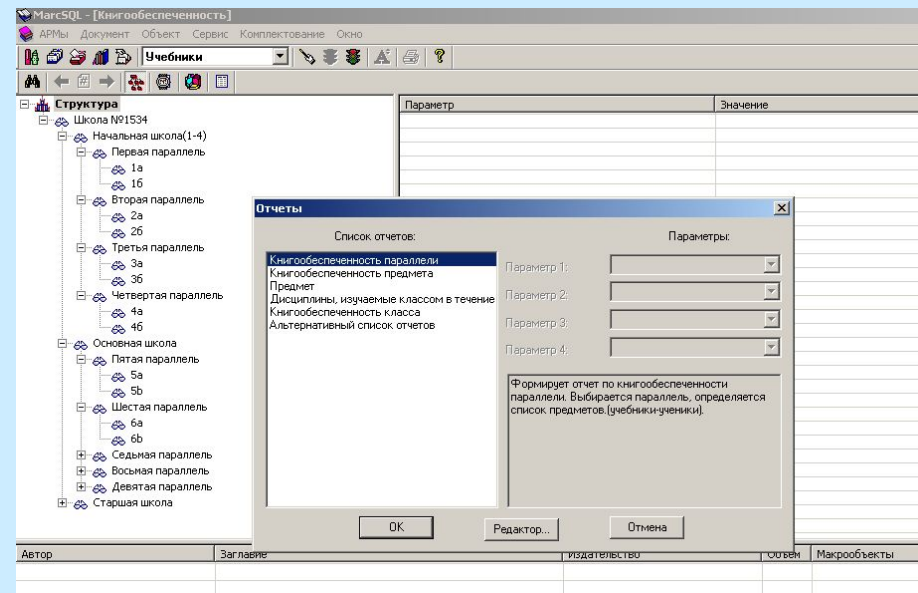 MarcSQL - [Книгообеспеченность]
АРМы Документ Объект Сервис Комплектование Окно
Учебники
Структура
Школа №1534
Начальная школа(1-4)
Первая параллель
1а
1б
Вторая параллель
2а
2б
Третья параллель
3а
3б
Четвертая параллель
4а
4б
Основная школа
Пятая параллель
5а
5b
Шестая параллель
6а
6b
Седьмая параллель
Восьмая параллель
Девятая параллель
Старшая школа
Параметр Значение
Отчеты
Список отчетов:
Книгообеспеченность параллели
Книгообеспеченность предмета
Предмет
Дисциплины, изучаемые классом в течение
Книгообеспеченность класса
Альтернативный список отчетов
Параметры:
Параметр 1:
Параметр 2:
Параметр 3:
Параметр 4:
Формирует отчет по книгообеспеченности
параллели. Выбирается параллель, определяется
список предметов.(учебники-ученики).
OK Редактор... Отмена
Автор Заглавие Издательство Объем Макрообъекты